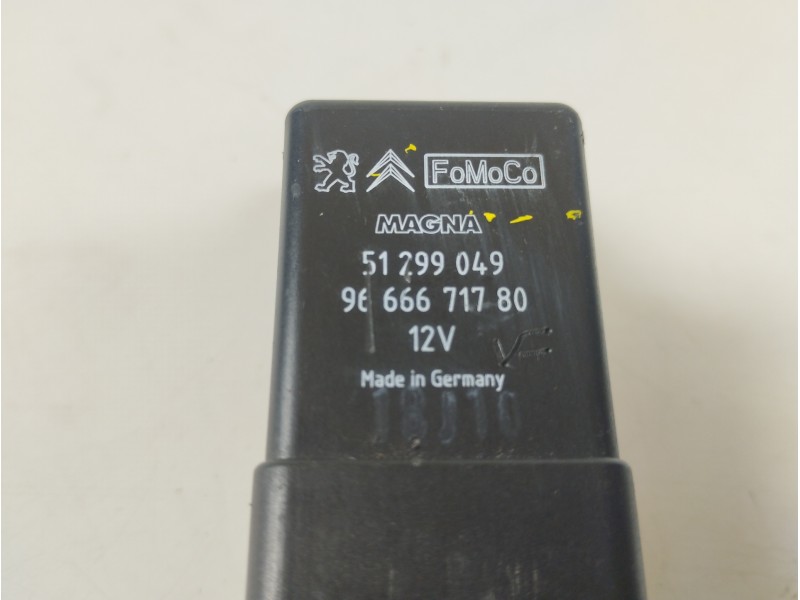 FoMoCo
MAGNA
51 299 049
96 666 717 80
12V
Made in Germany